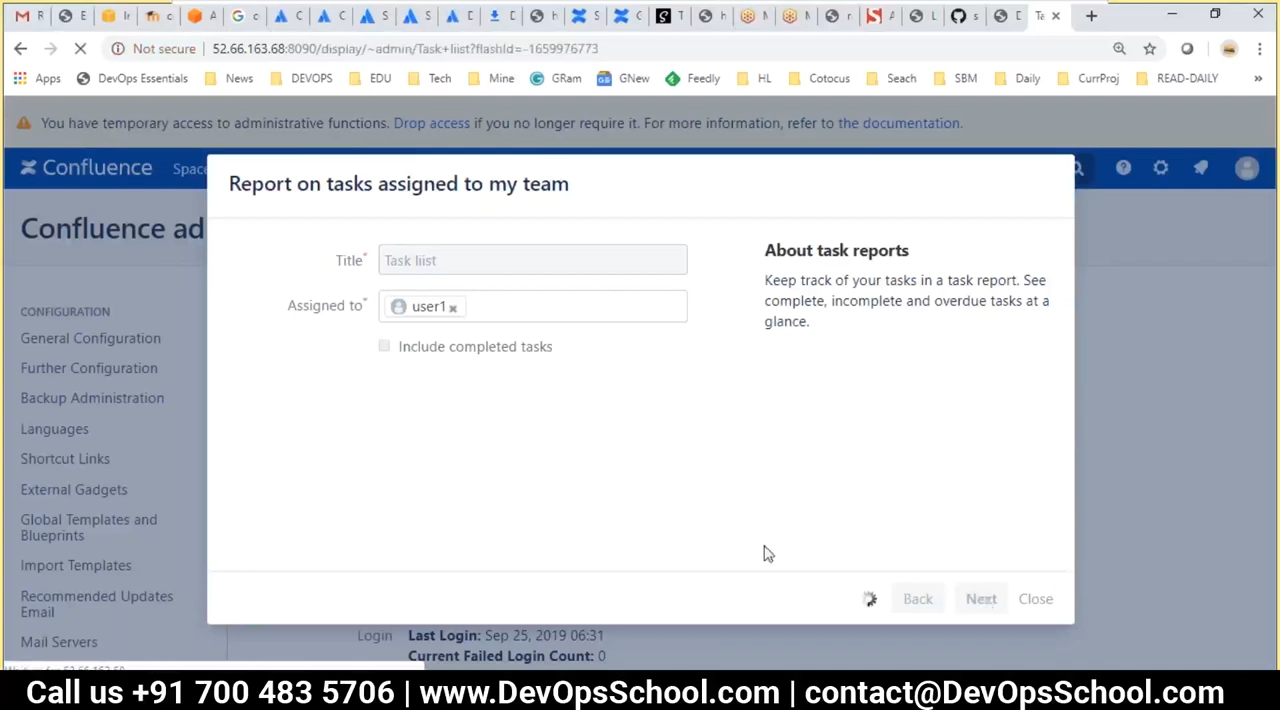 R E Ir c A c C C S S D D h S C T h M M r A L s D Ta
Not secure | 52.66.163.68:8090/display/~admin/Task+list?flashId=-1659976773
Apps DevOps Essentials News DEVOPS EDU Tech Mine GRam GNew Feedly HL Cotocus Seach SBM Daily CurrProj READ-DAILY »
You have temporary access to administrative functions. Drop access if you no longer require it. For more information, refer to the documentation.
Confluence Space
Report on tasks assigned to my team
Confluence ad
Title* Task liist
Assigned to* user1
Include completed tasks
About task reports
Keep track of your tasks in a task report. See
complete, incomplete and overdue tasks at a
glance.
CONFIGURATION
General Configuration
Further Configuration
Backup Administration
Languages
Shortcut Links
External Gadgets
Global Templates and
Blueprints
Import Templates
Recommended Updates
Email
Mail Servers
Back Next Close
Login Last Login: Sep 25, 2019 06:31
Current Failed Login Count: 0
Call us +91 700 483 5706 | www.DevOpsSchool.com | contact@DevOpsSchool.com